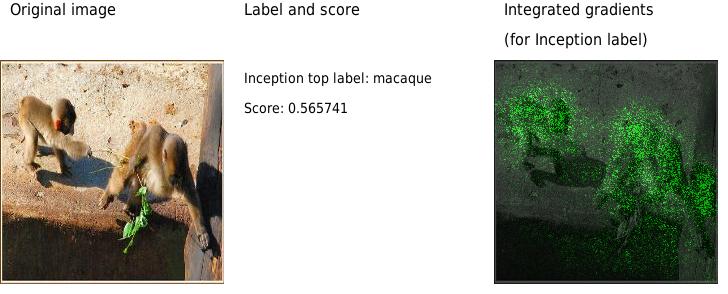 Original image
Label and score
Integrated gradients
(for Inception label)
Inception top label: macaque
Score: 0.565741